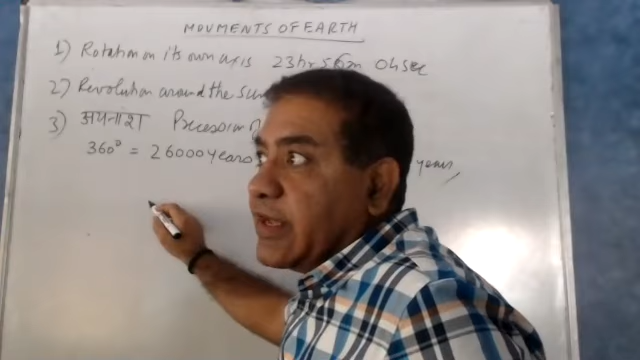 MOVMENTS OF EARTH
1) Rotation on its own axis 23hr 56m 04sec
2) Revolution around the Sun
3) अयनांश Precession
360° = 26000 years years